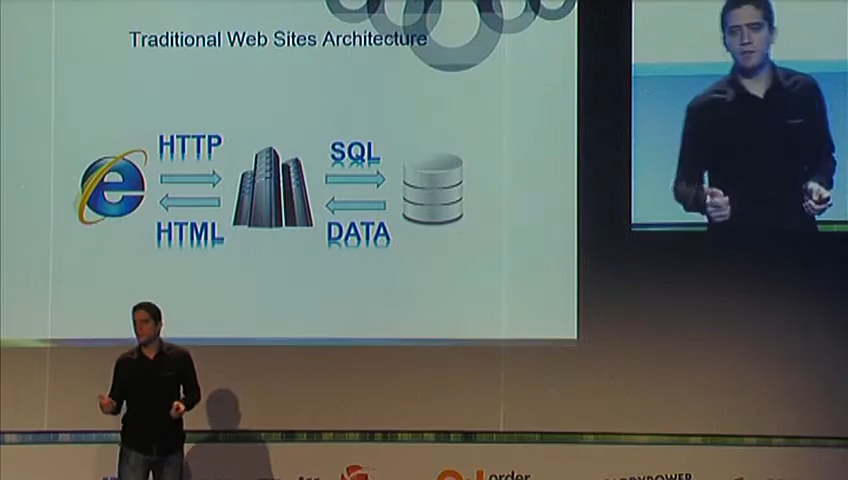 Traditional Web Sites Architecture
HTTP
SQL
HTML
DATA
order